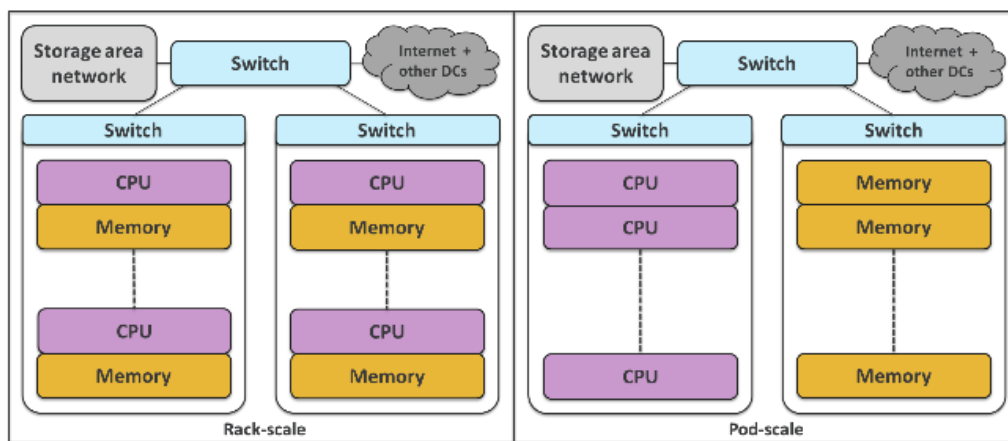 Storage area
network
Switch
Internet +
other DCs
Switch
CPU
Memory
CPU
Memory
Switch
CPU
Memory
CPU
Memory
Rack-scale
Storage area
network
Switch
Internet +
other DCs
Switch
CPU
CPU
CPU
Switch
Memory
Memory
Memory
Pod-scale